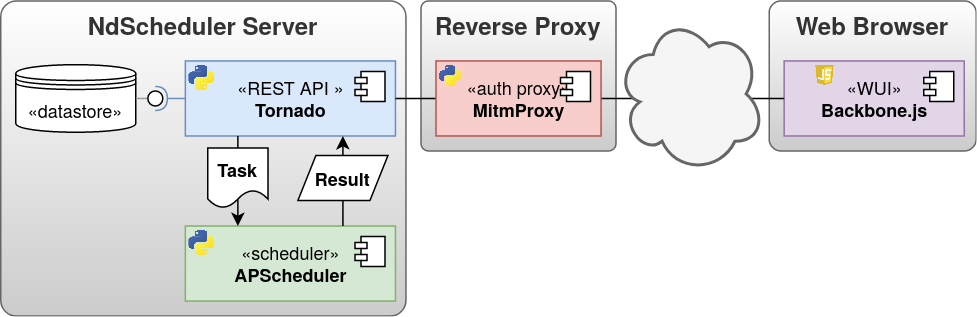 NdScheduler Server
Reverse Proxy
Web Browser
«datastore»
«REST API »
Tornado
«auth proxy»
MitmProxy
JS
«WUI»
Backbone.js
Task
Result
«scheduler»
APScheduler